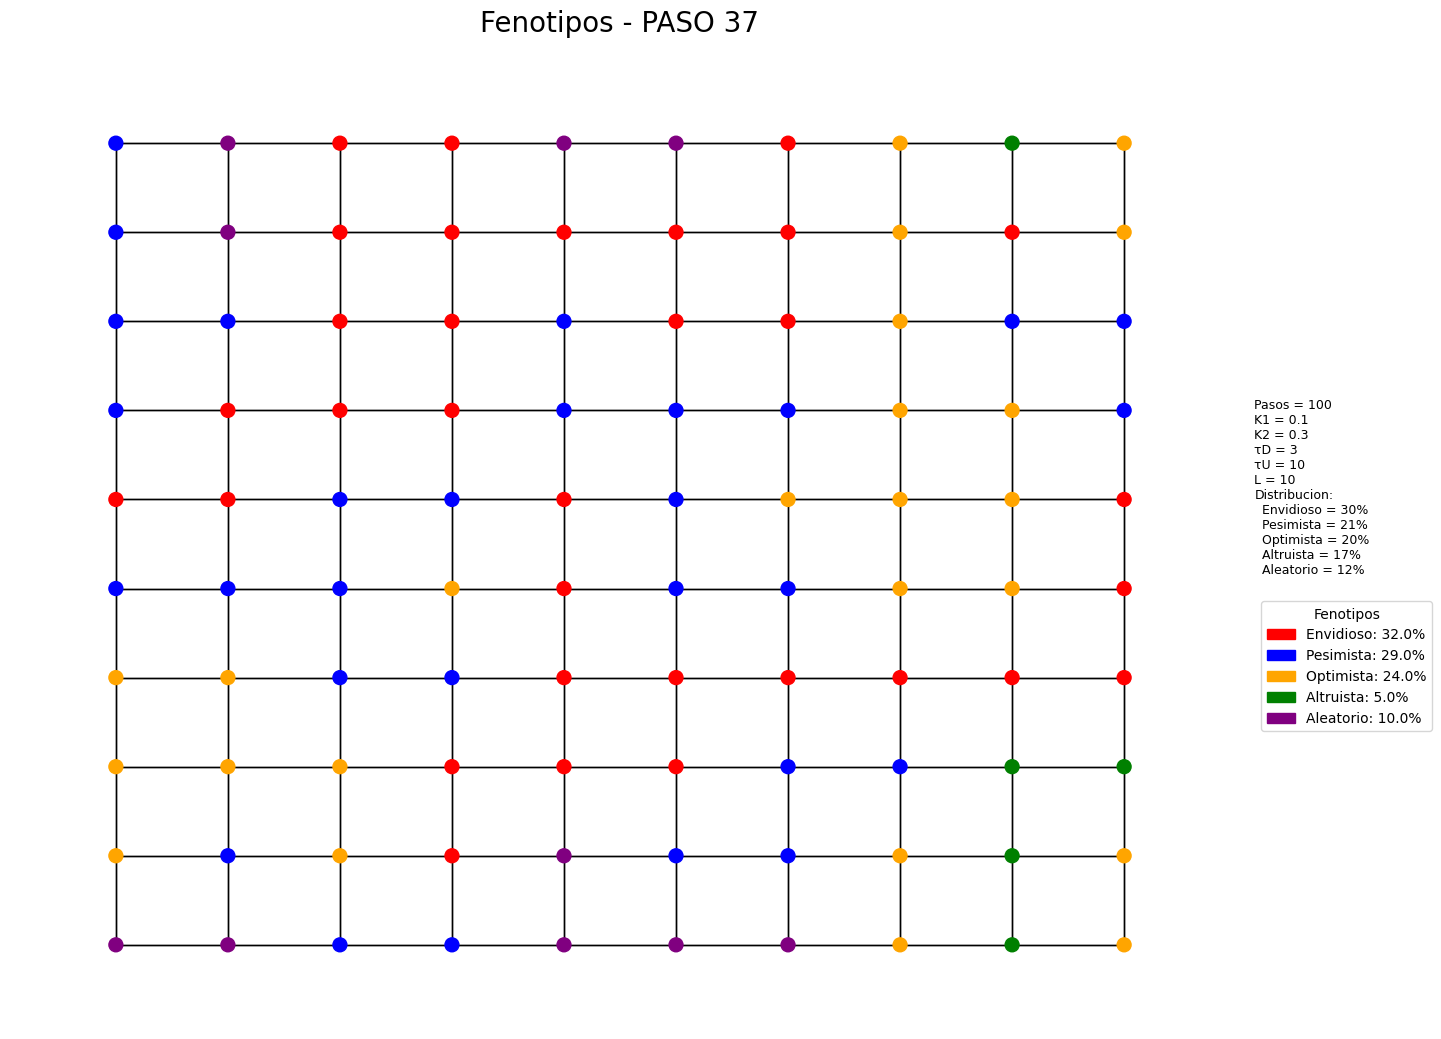 Fenotipos - PASO 37
Pasos = 100
K1 = 0.1
K2 = 0.3
τD = 3
τU = 10
L = 10
Distribucion:
Envidioso = 30%
Pesimista = 21%
Optimista = 20%
Altruista = 17%
Aleatorio = 12%
Fenotipos
Envidioso: 32.0%
Pesimista: 29.0%
Optimista: 24.0%
Altruista: 5.0%
Aleatorio: 10.0%